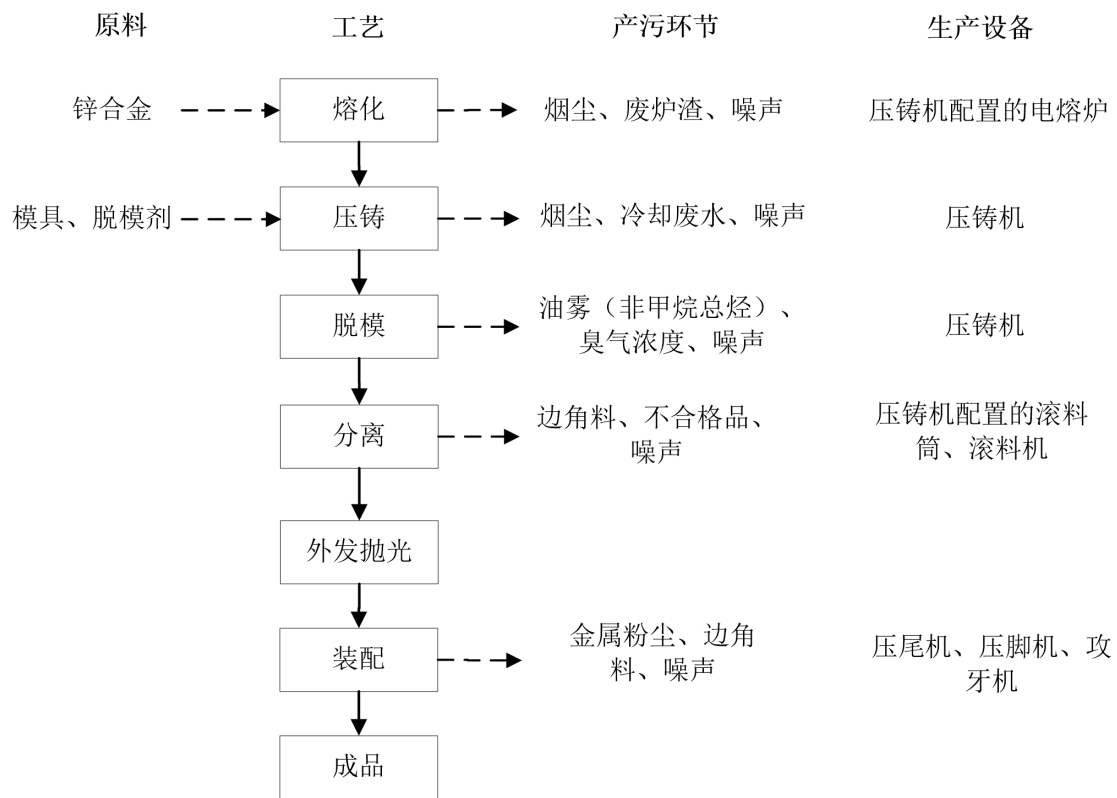 原料 工艺 产污环节 生产设备
锌合金 熔化 烟尘、废炉渣、噪声 压铸机配置的电熔炉
模具、脱模剂 压铸 烟尘、冷却废水、噪声 压铸机
脱模 油雾（非甲烷总烃）、
臭气浓度、噪声 压铸机
分离 边角料、不合格品、
噪声 压铸机配置的滚料
筒、滚料机
外发抛光
装配 金属粉尘、边角
料、噪声 压尾机、压脚机、攻
牙机
成品